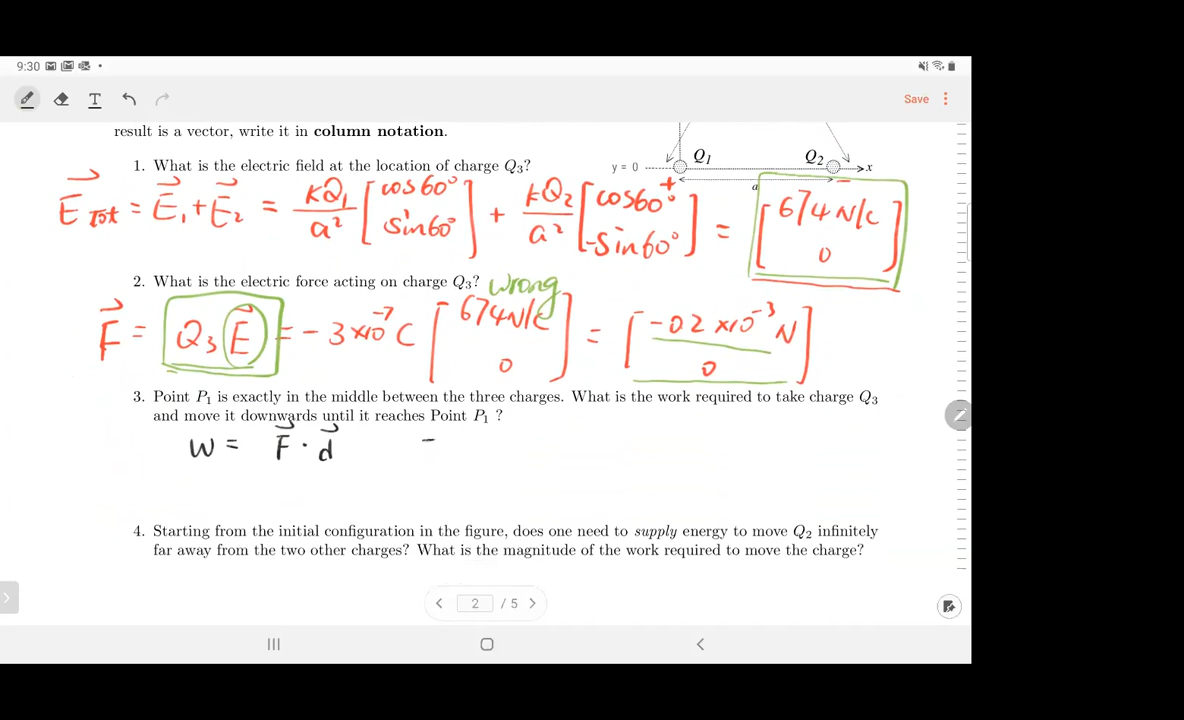 9:30
T Save
result is a vector, write it in column notation.
Q1 Q2
y = 0 x
a
1. What is the electric field at the location of charge Q3?
E Tot = E1 + E2 = kQ1 / a² [cos 60° sin 60°] + kQ2 / a² [cos 60° -sin 60°] = [674 N/C 0]
2. What is the electric force acting on charge Q3? Wrong
F = Q3 E = -3 x10^-7 C [674 N/C 0] = [-0.2 x10^-3 N 0]
3. Point P1 is exactly in the middle between the three charges. What is the work required to take charge Q3
and move it downwards until it reaches Point P1 ?
W = F · d =
4. Starting from the initial configuration in the figure, does one need to supply energy to move Q2 infinitely
far away from the two other charges? What is the magnitude of the work required to move the charge?
< 2 / 5 >